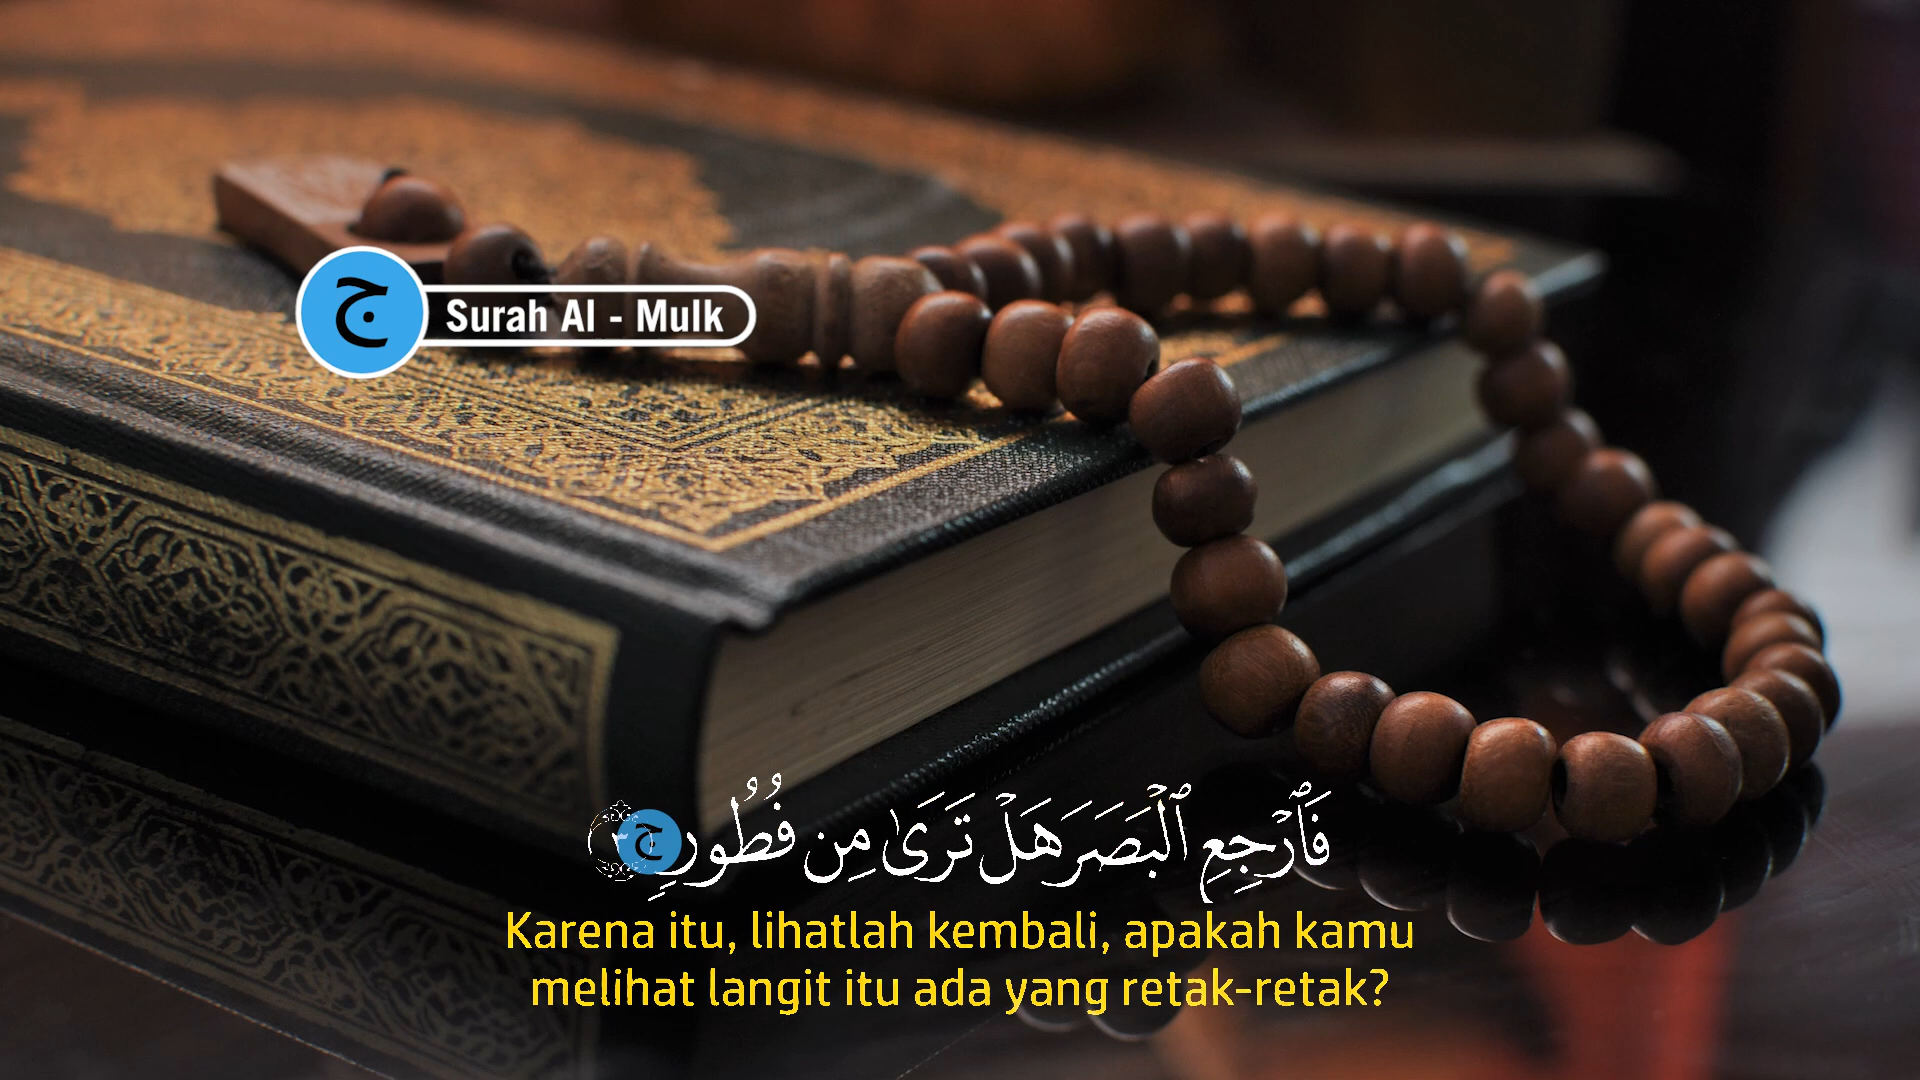 ج
Surah Al - Mulk
فَٱرْجِعِ ٱلْبَصَرَ هَلْ تَرَىٰ مِن فُطُورٍ ٣
ج
Karena itu, lihatlah kembali, apakah kamu
melihat langit itu ada yang retak-retak?